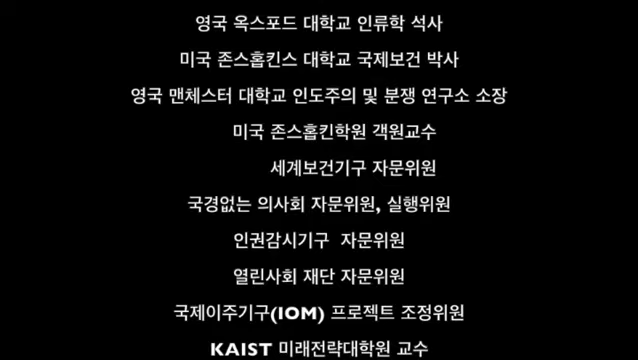 영국 옥스포드 대학교 인류학 석사
미국 존스홉킨스 대학교 국제보건 박사
영국 맨체스터 대학교 인도주의 및 분쟁 연구소 소장
미국 존스홉킨학원 객원교수
세계보건기구 자문위원
국경없는 의사회 자문위원, 실행위원
인권감시기구 자문위원
열린사회 재단 자문위원
국제이주기구(IOM) 프로젝트 조정위원
KAIST 미래전략대학원 교수